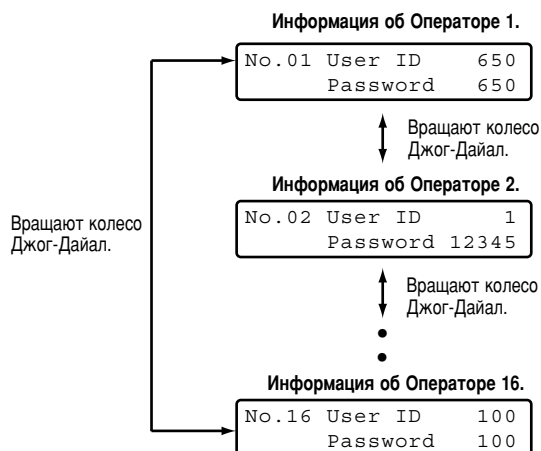 Информация об Операторе 1.
No.01 User ID 650
Password 650
Вращают колесо
Джог-Дайал.
Информация об Операторе 2.
No.02 User ID 1
Password 12345
Вращают колесо
Джог-Дайал.
Вращают колесо
Джог-Дайал.
Информация об Операторе 16.
No.16 User ID 100
Password 100